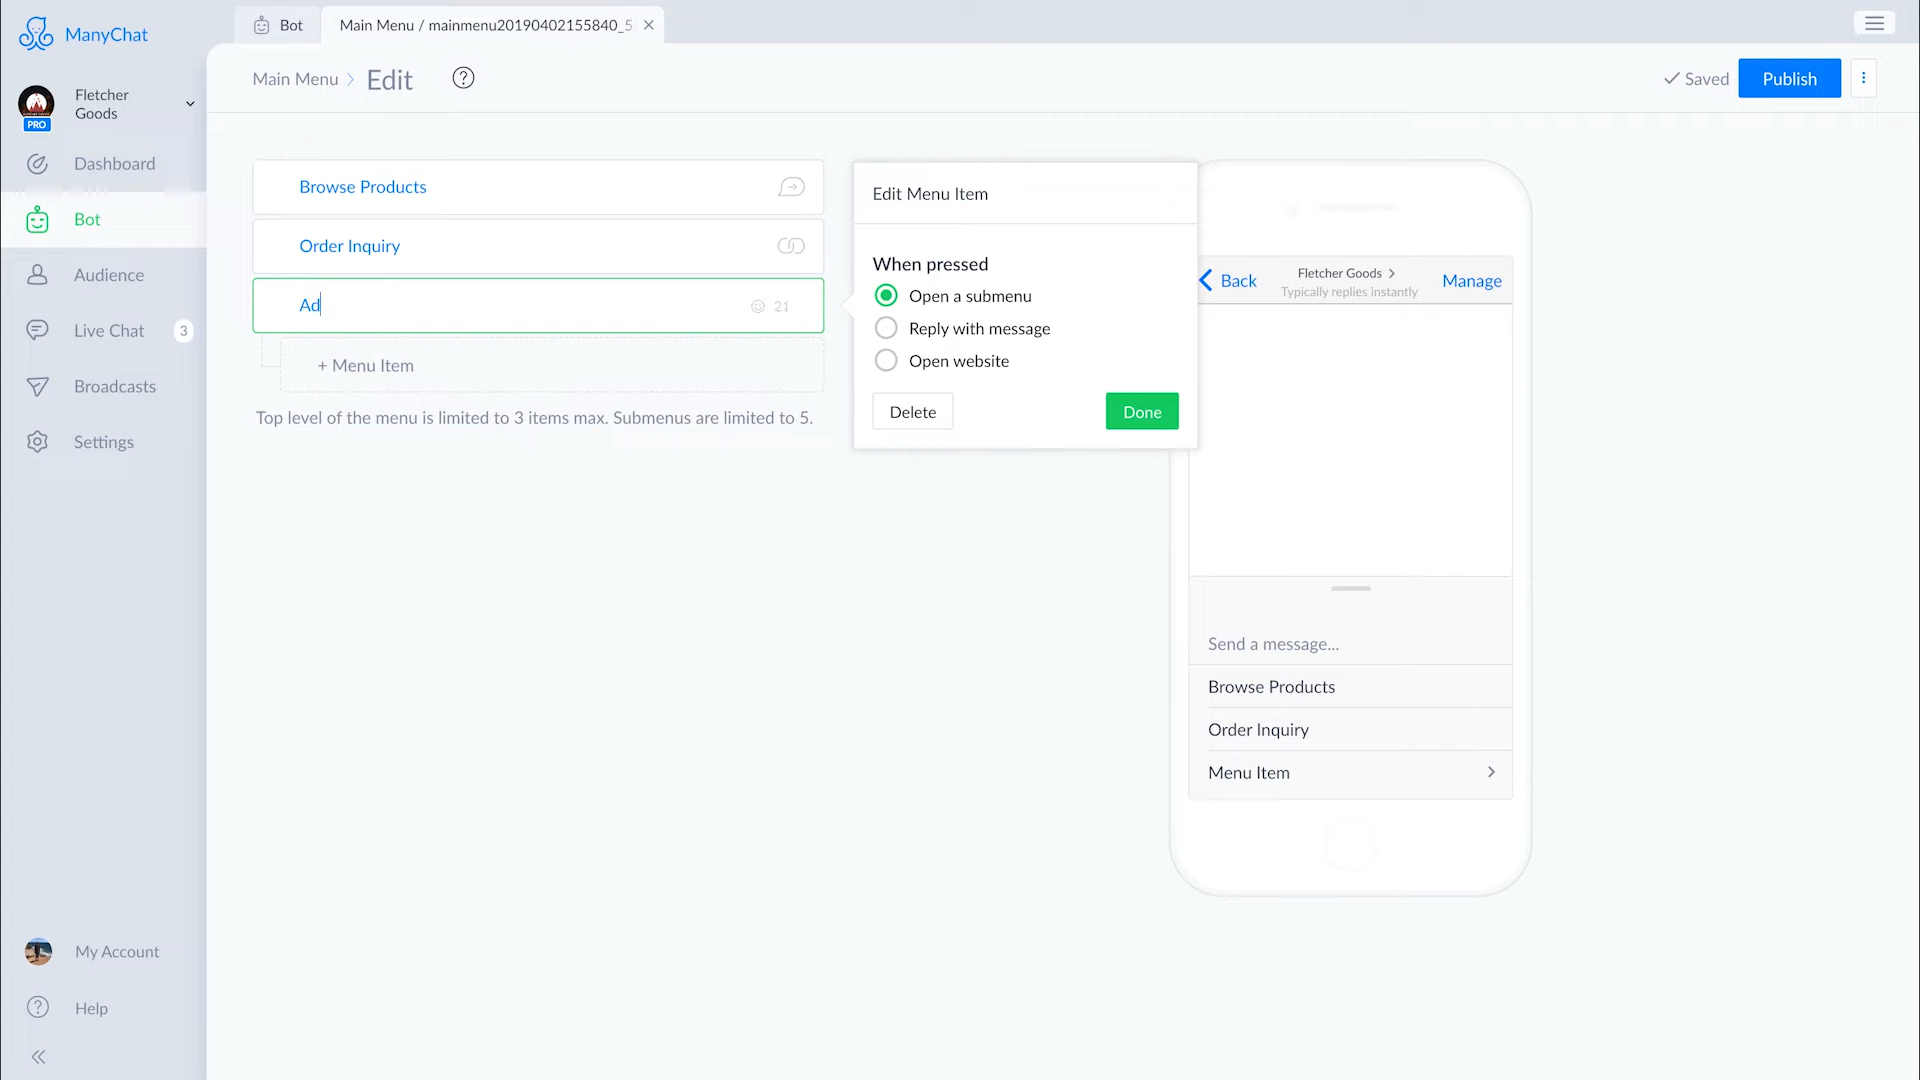 ManyChat
Bot
Main Menu / mainmenu20190402155840_5
Main Menu > Edit
?
Saved
Publish
Fletcher
Goods
PRO
Dashboard
Bot
Audience
Live Chat 3
Broadcasts
Settings
My Account
? Help
Browse Products
Order Inquiry
Ad
21
+ Menu Item
Top level of the menu is limited to 3 items max. Submenus are limited to 5.
Edit Menu Item
When pressed
Open a submenu
Reply with message
Open website
Delete
Done
Back
Fletcher Goods >
Manage
Typically replies instantly
Send a message...
Browse Products
Order Inquiry
Menu Item